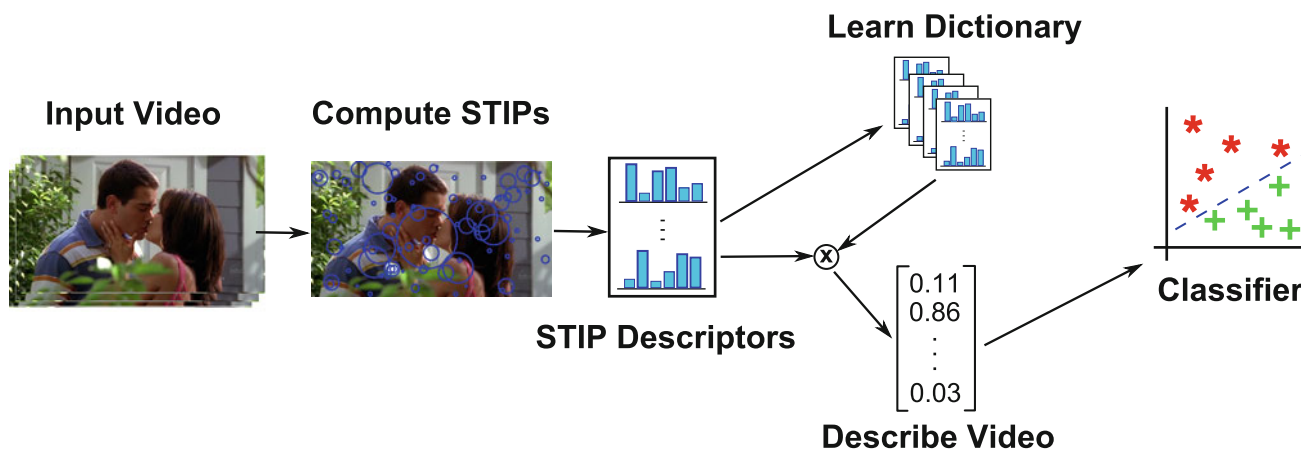 Learn Dictionary
Input Video
Compute STIPs
STIP Descriptors
x
0.11
0.86
0.03
Describe Video
Classifier